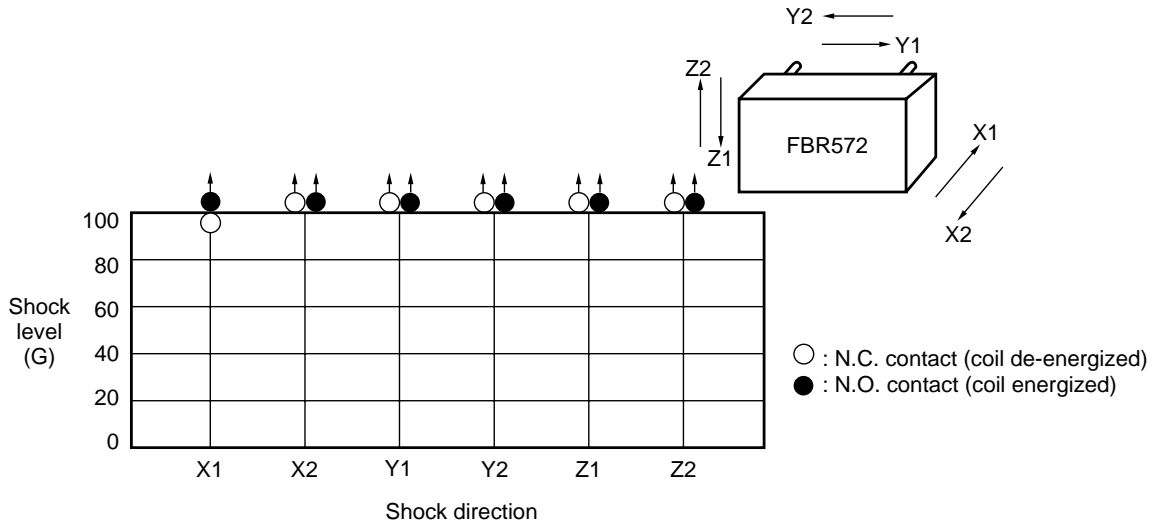 Y2
Y1
Z2
Z1
FBR572
X1
X2
100
80
60
40
20
0
Shock
level
(G)
: N.C. contact (coil de-energized)
: N.O. contact (coil energized)
X1 X2 Y1 Y2 Z1 Z2
Shock direction